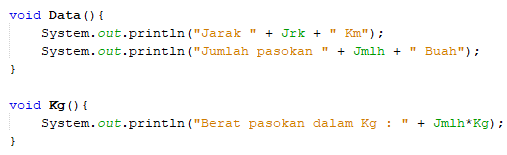 void Data(){
System.out.println("Jarak " + Jrk + " Km");
System.out.println("Jumlah pasokan " + Jmlh + " Buah");
}
void Kg(){
System.out.println("Berat pasokan dalam Kg : " + Jmlh*Kg);
}